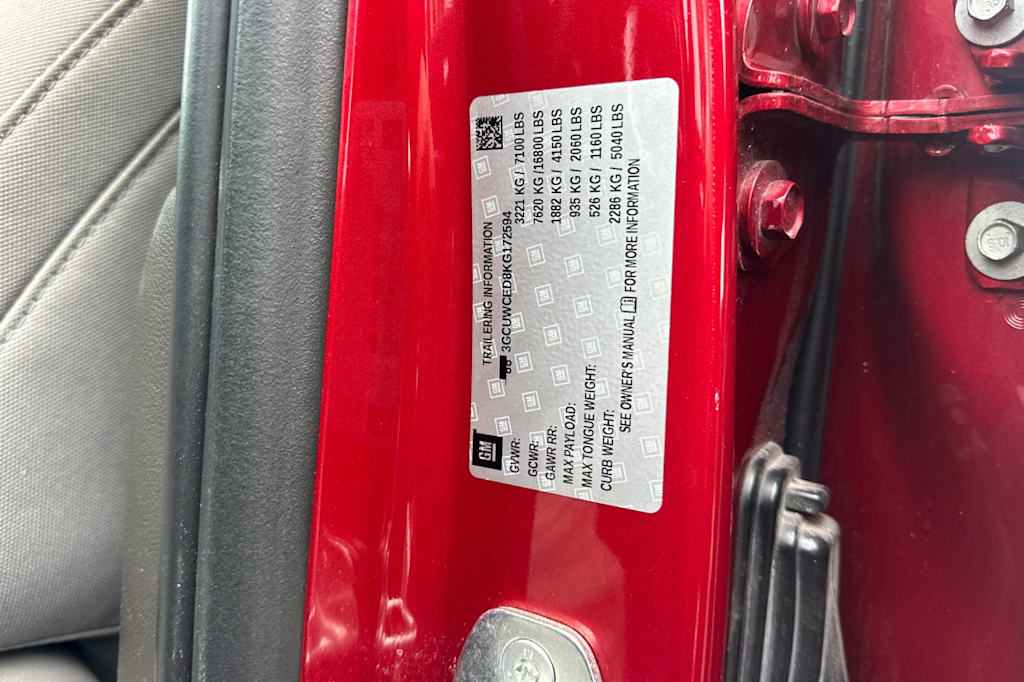 GM
TRAILERING INFORMATION
3GCUWCED8KG172594
GVWR: 3221 KG / 7100 LBS
GCWR: 7620 KG / 16800 LBS
GAWR RR: 1882 KG / 4150 LBS
MAX PAYLOAD: 935 KG / 2060 LBS
MAX TONGUE WEIGHT: 526 KG / 1160 LBS
CURB WEIGHT: 2286 KG / 5040 LBS
SEE OWNER'S MANUAL FOR MORE INFORMATION
10.9